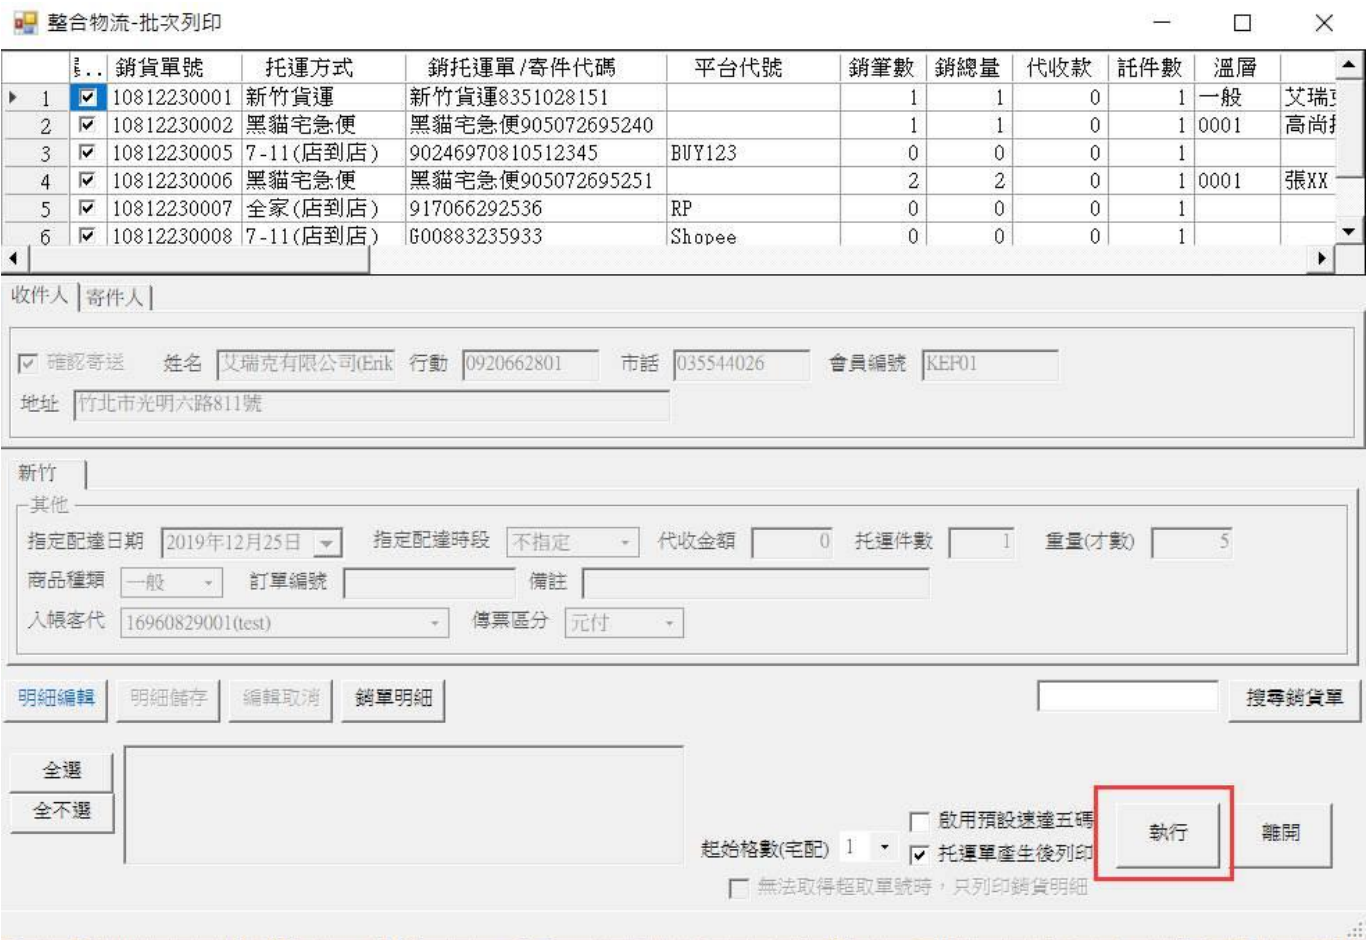 整合物流-批次列印
銷貨單號 托運方式 銷托運單/寄件代碼 平台代號 銷筆數 銷總量 代收款 託件數 溫層
1 10812230001 新竹貨運 新竹貨運8351028151 1 1 0 1 一般 艾瑞克
2 10812230002 黑貓宅急便 黑貓宅急便905072695240 1 1 0 1 0001 高尚
3 10812230005 7-11(店到店) 90246970810512345 BUY123 0 0 0 1
4 10812230006 黑貓宅急便 黑貓宅急便905072695251 2 2 0 1 0001 張XX
5 10812230007 全家(店到店) 917066292536 RP 0 0 0 1
6 10812230008 7-11(店到店) G00883235933 Shopee 0 0 0 1
收件人 寄件人
確認寄送 姓名 艾瑞克有限公司(Erik 行動 0920662801 市話 035544026 會員編號 KEF01
地址 竹北市光明六路811號
新竹
其他
指定配達日期 2019年12月25日 指定配達時段 不指定 代收金額 0 托運件數 1 重量(才數) 5
商品種類 一般 訂單編號 備註
入帳客代 16960829001(test) 傳票區分 元付
明細編輯 明細儲存 編輯取消 銷單明細 搜尋銷貨單
全選
全不選
啟用預設速達五碼
起始格數(宅配) 1 托運單產生後列印 執行 離開
無法取得超取單號時,只列印銷貨明細